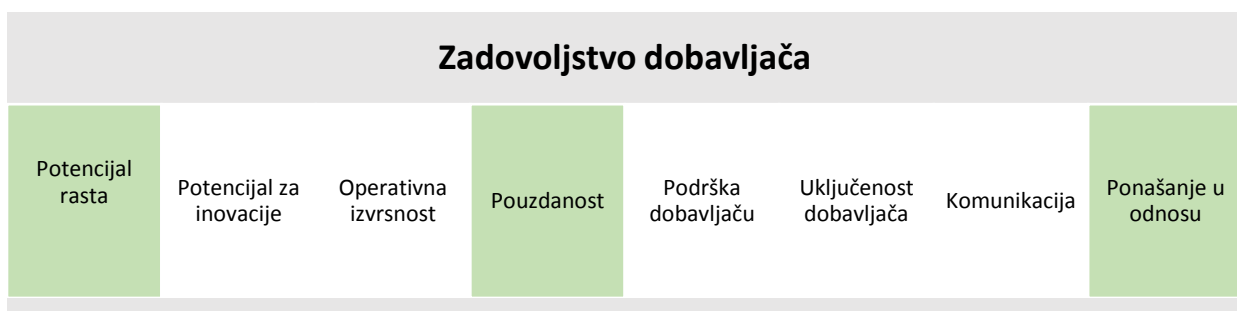 Zadovoljstvo dobavljača
Potencijal
rasta
Potencijal za
inovacije
Operativna
izvrsnost
Pouzdanost
Podrška
dobavljaču
Uključenost
dobavljača
Komunikacija
Ponašanje u
odnosu